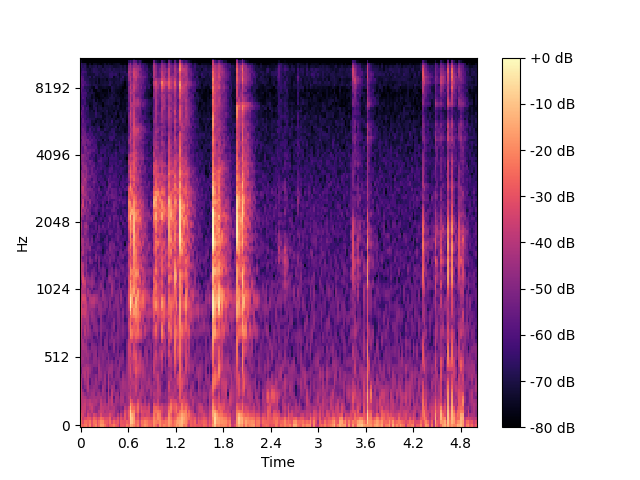 +0 dB
8192
-10 dB
4096
-20 dB
-30 dB
2048
-40 dB
Hz
1024
-50 dB
512
-60 dB
-70 dB
0
-80 dB
0 0.6 1.2 1.8 2.4 3 3.6 4.2 4.8
Time